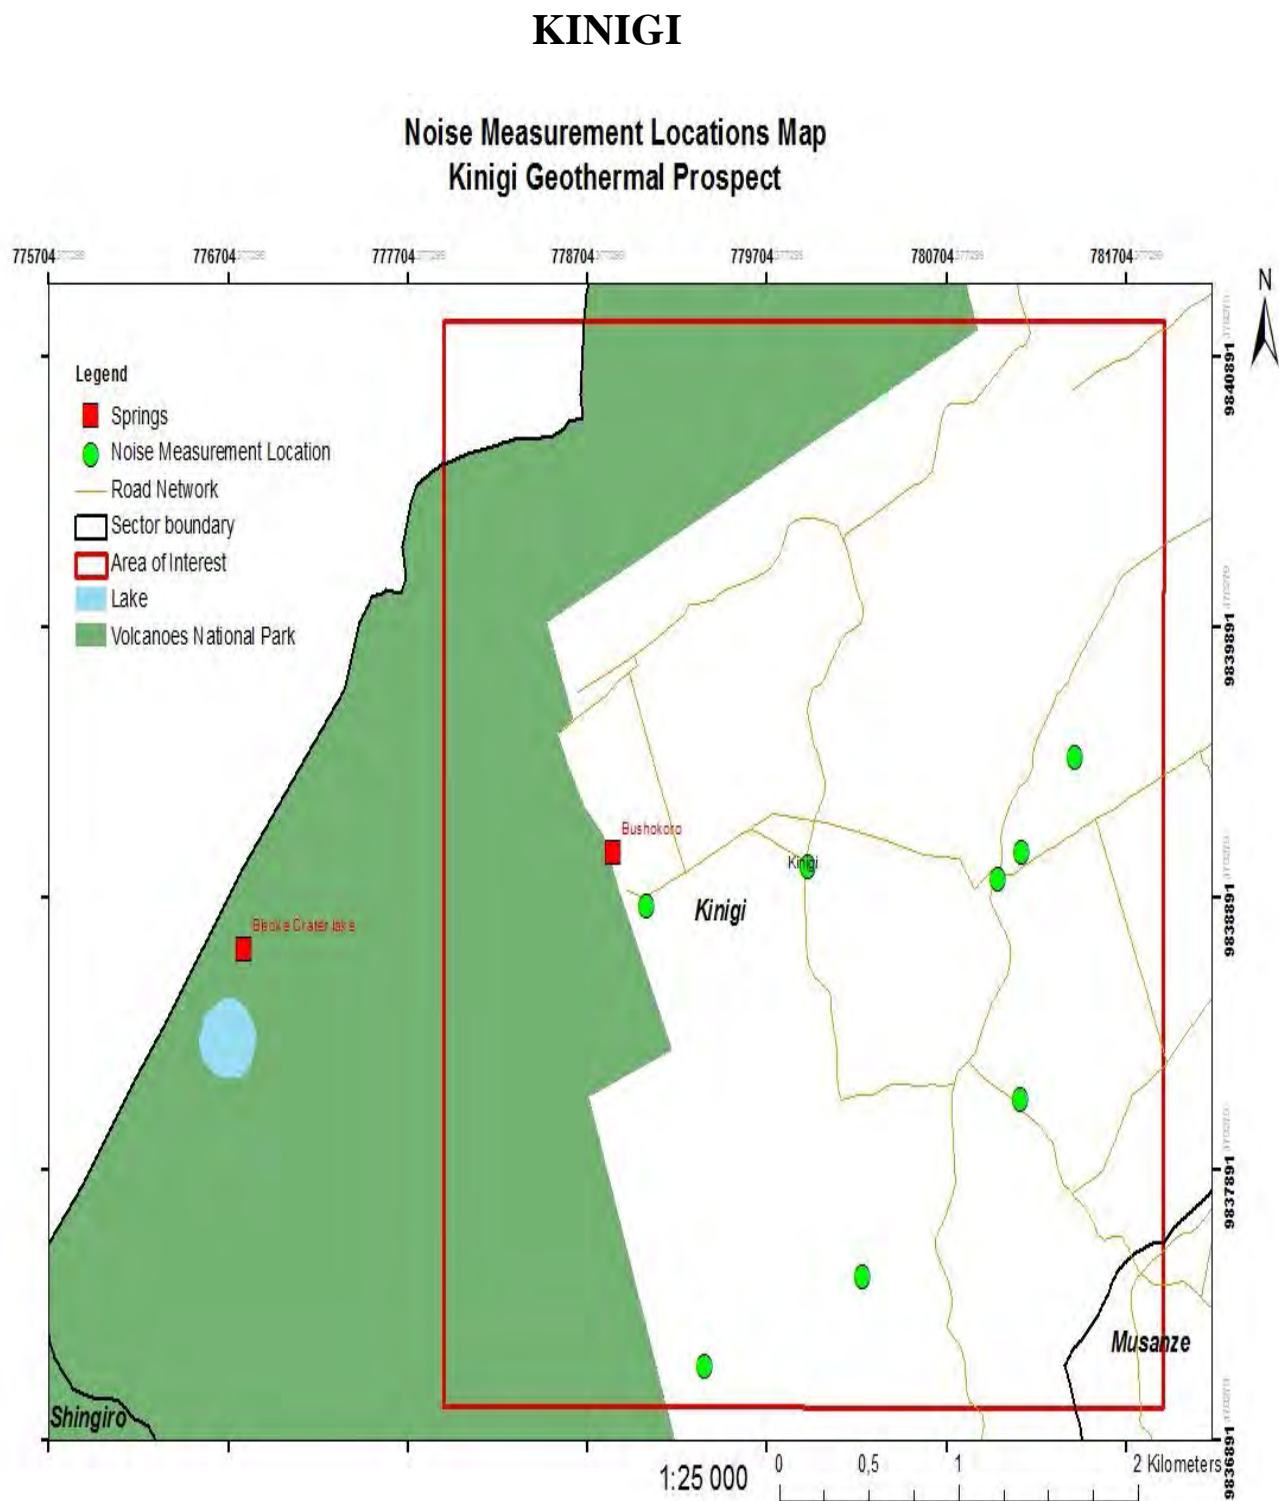 KINIGI
Noise Measurement Locations Map
Kinigi Geothermal Prospect
775704 776704 777704 778704 779704 780704 781704
N
9840891
9839891
9838891
9837891
9836891
Legend
Springs
Noise Measurement Location
Road Network
Sector boundary
Area of Interest
Lake
Volcanoes National Park
Bushokoro
Kinigi
Kinigi
Crater lake
Musanze
Shingiro
1:25 000
0 0,5 1 2 Kilometers